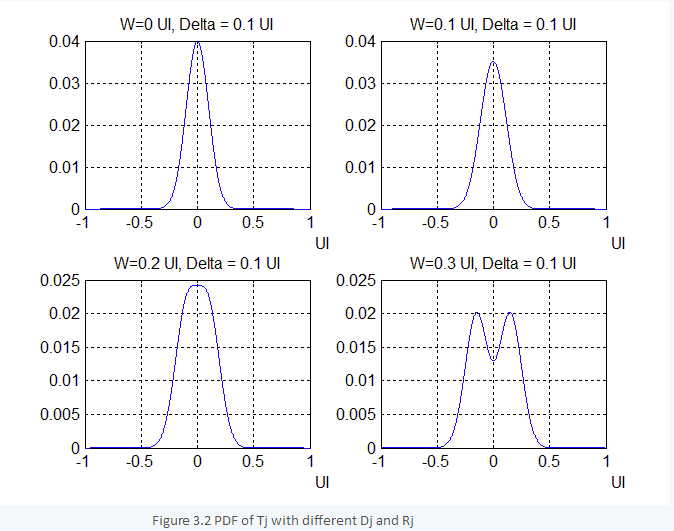 W=0 UI, Delta = 0.1 UI
0.04
0.03
0.02
0.01
0
-1 -0.5 0 0.5 1
UI
W=0.1 UI, Delta = 0.1 UI
0.04
0.03
0.02
0.01
0
-1 -0.5 0 0.5 1
UI
W=0.2 UI, Delta = 0.1 UI
0.025
0.02
0.015
0.01
0.005
0
-1 -0.5 0 0.5 1
UI
W=0.3 UI, Delta = 0.1 UI
0.025
0.02
0.015
0.01
0.005
0
-1 -0.5 0 0.5 1
UI
Figure 3.2 PDF of Tj with different Dj and Rj